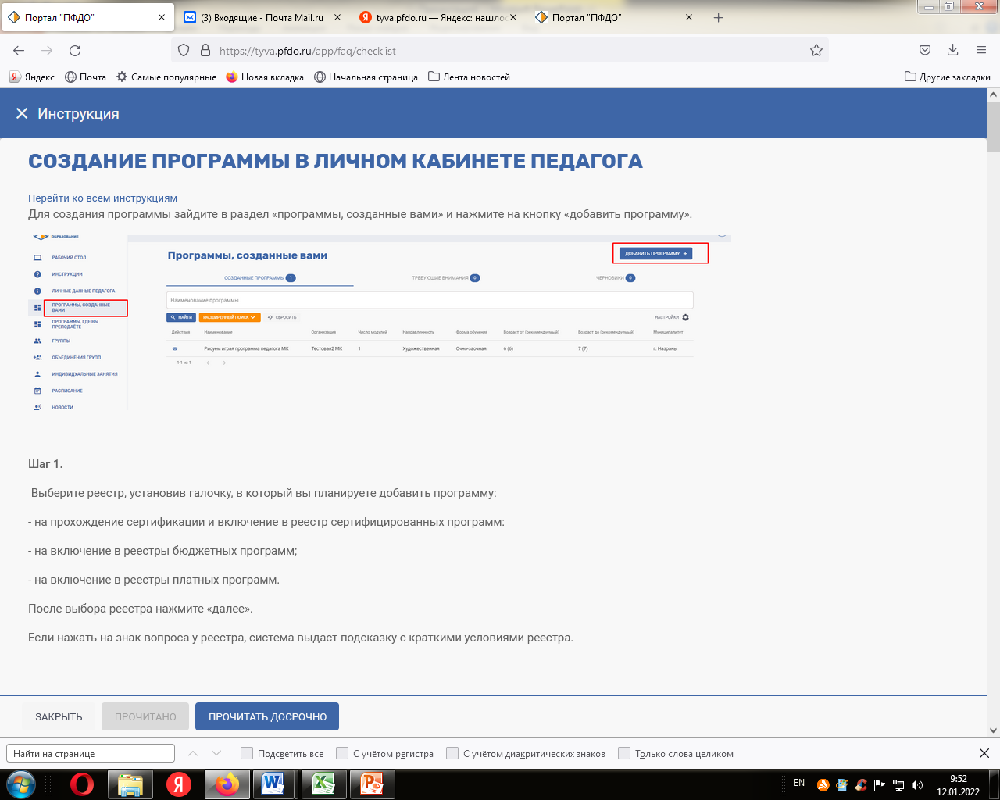 Портал "ПФДО"
(3) Входящие - Почта Mail.ru
tyva.pfdo.ru — Яндекс: нашлос
Портал "ПФДО"
https://tyva.pfdo.ru/app/faq/checklist
Яндекс
Почта
Самые популярные
Новая вкладка
Начальная страница
Лента новостей
Другие закладки
Инструкция
СОЗДАНИЕ ПРОГРАММЫ В ЛИЧНОМ КАБИНЕТЕ ПЕДАГОГА
Перейти ко всем инструкциям
Для создания программы зайдите в раздел «программы, созданные вами» и нажмите на кнопку «добавить программу».
ОБРАЗОВАНИЕ
РАБОЧИЙ СТОЛ
ИНСТРУКЦИИ
ЛИЧНЫЕ ДАННЫЕ ПЕДАГОГА
ПРОГРАММЫ, СОЗДАННЫЕ
ВАМИ
ПРОГРАММЫ, ГДЕ ВЫ
ПРЕПОДАЁТЕ
ГРУППЫ
ОБЪЕДИНЕНИЯ ГРУПП
ИНДИВИДУАЛЬНЫЕ ЗАНЯТИЯ
РАСПИСАНИЕ
НОВОСТИ
Программы, созданные вами
ДОБАВИТЬ ПРОГРАММУ +
СОЗДАННЫЕ ПРОГРАММЫ 1
ТРЕБУЮЩИЕ ВНИМАНИЯ 0
ЧЕРНОВИКИ 0
Наименование программы
НАЙТИ
РАСШИРЕННЫЙ ПОИСК
СБРОСИТЬ
НАСТРОЙКИ
Действия Наименование Организация Число модулей Направленность Форма обучения Возраст от (рекомендуемый) Возраст до (рекомендуемый) Муниципалитет
Рисуем играя программа педагога МК Тестовая2 МК 1 Художественная Очно-заочная 6 (6) 7 (7) г. Назрань
1-1 из 1
Шаг 1.
Выберите реестр, установив галочку, в который вы планируете добавить программу:
- на прохождение сертификации и включение в реестр сертифицированных программ:
- на включение в реестры бюджетных программ;
- на включение в реестры платных программ.
После выбора реестра нажмите «далее».
Если нажать на знак вопроса у реестра, система выдаст подсказку с краткими условиями реестра.
ЗАКРЫТЬ
ПРОЧИТАНО
ПРОЧИТАТЬ ДОСРОЧНО
Найти на странице
Подсветить все
С учётом регистра
С учётом диакритических знаков
Только слова целиком
EN
9:52
12.01.2022